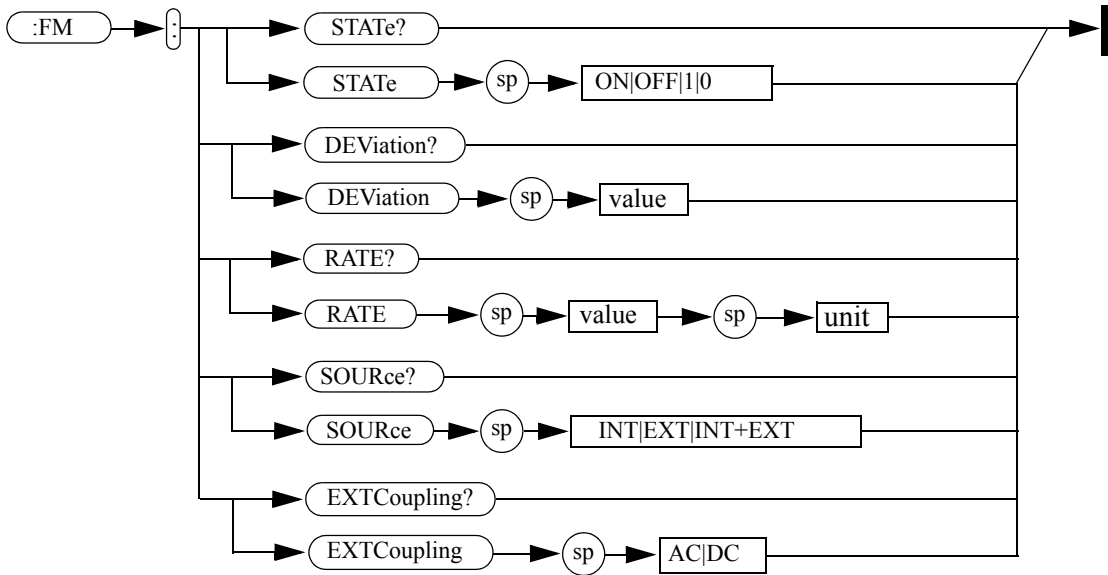 :FM : STATe?
STATe sp ON|OFF|1|0
DEViation?
DEViation sp value
RATE?
RATE sp value sp unit
SOURce?
SOURce sp INT|EXT|INT+EXT
EXTCoupling?
EXTCoupling sp AC|DC